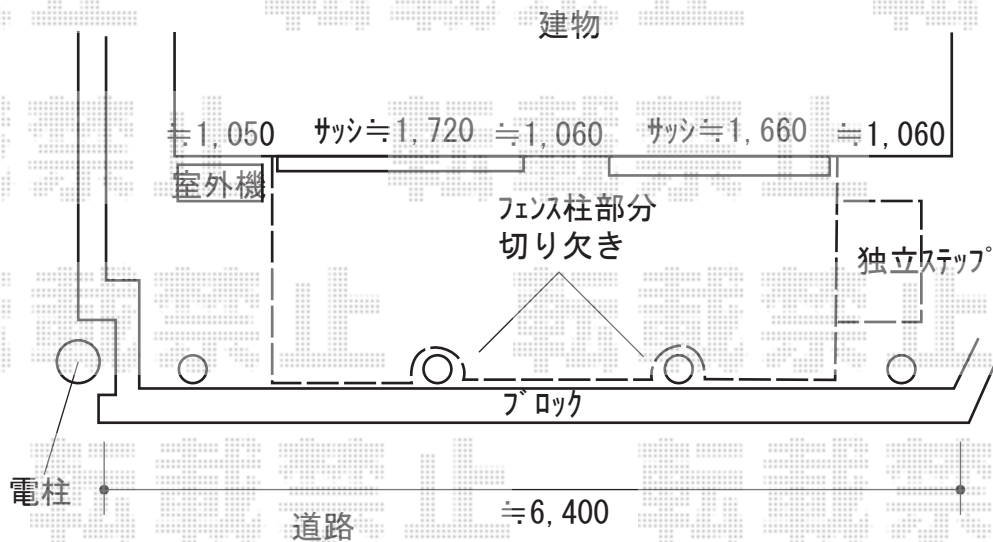 建物
≒1,050
サッシ≒1,720
≒1,060
サッシ≒1,660
≒1,060
室外機
フェンス柱部分
切り欠き
独立ステップ
ブロック
電柱
≒6,400
道路